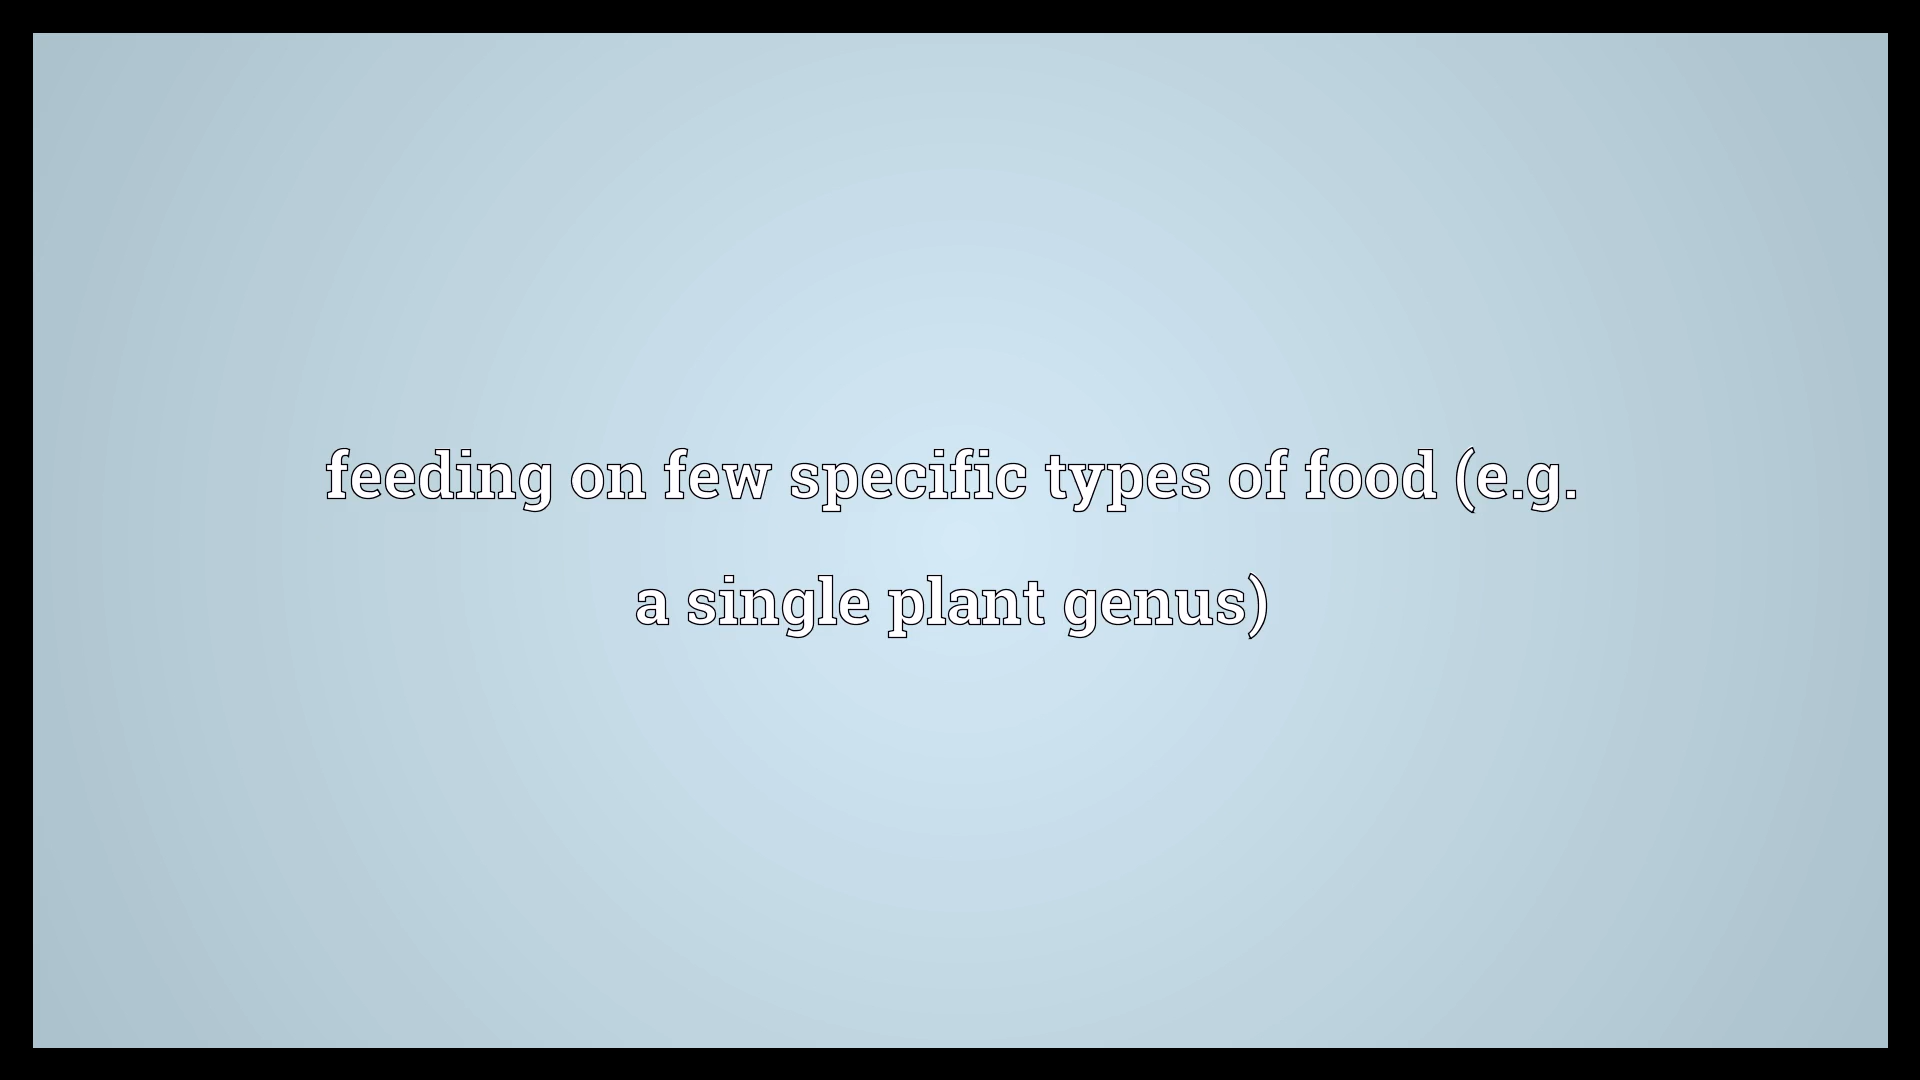 feeding on few specific types of food (e.g.
a single plant genus)